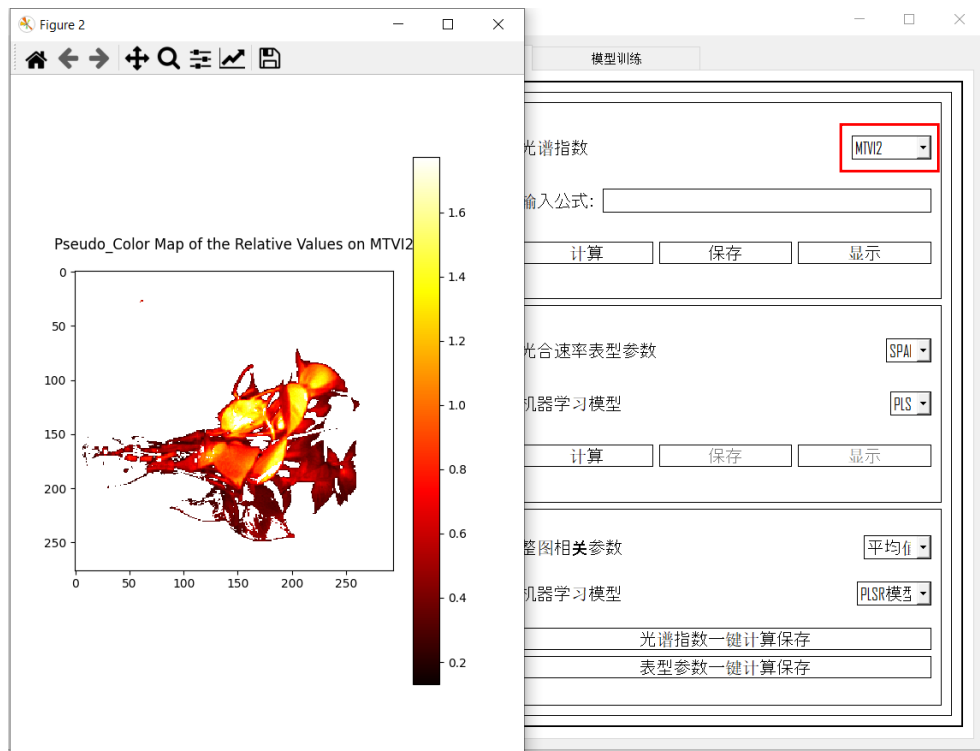 Figure 2
模型训练
Pseudo_Color Map of the Relative Values on MTVI2
0
50
100
150
200
250
0 50 100 150 200 250
1.6
1.4
1.2
1.0
0.8
0.6
0.4
0.2
光谱指数 MTVI2
输入公式:
计算 保存 显示
光合速率表型参数 SPA
机器学习模型 PLS
计算 保存 显示
整图相关参数 平均
机器学习模型 PLSR模型
光谱指数一键计算保存
表型参数一键计算保存